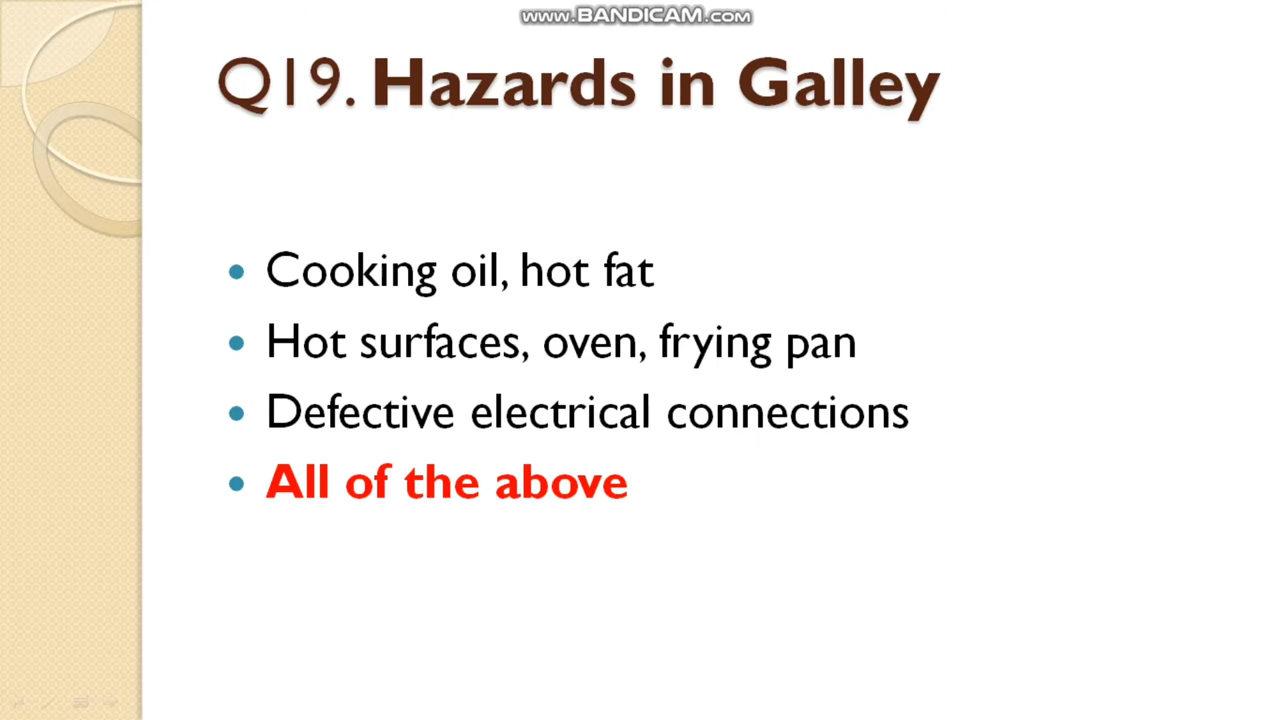 www.BANDICAM.com
Q19. Hazards in Galley
• Cooking oil, hot fat
• Hot surfaces, oven, frying pan
• Defective electrical connections
• All of the above